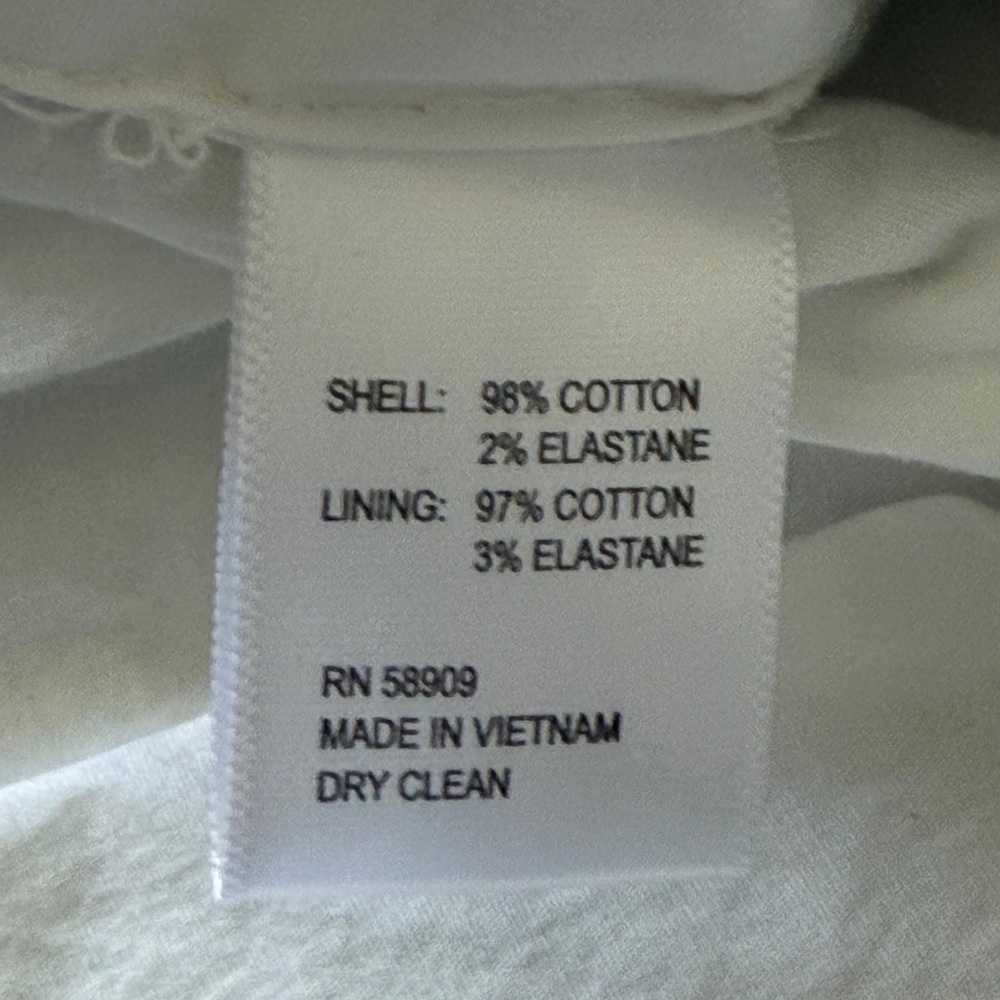 SHELL: 98% COTTON
2% ELASTANE
LINING: 97% COTTON
3% ELASTANE
RN 58909
MADE IN VIETNAM
DRY CLEAN